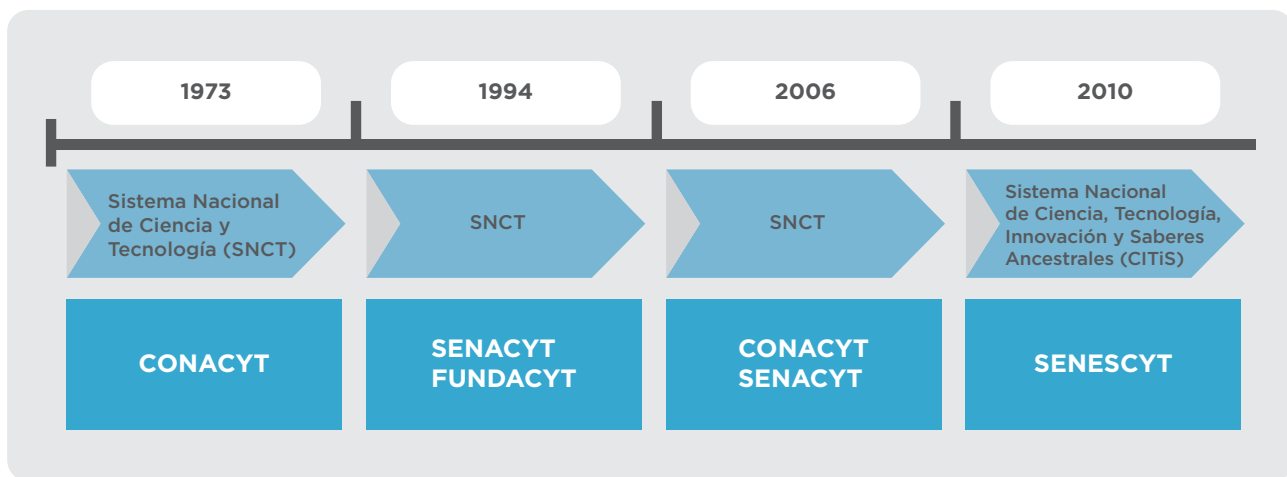 1973
1994
2006
2010
Sistema Nacional
de Ciencia y
Tecnología (SNCT)
SNCT
SNCT
Sistema Nacional
de Ciencia, Tecnología,
Innovación y Saberes
Ancestrales (CITiS)
CONACYT
SENACYT
FUNDACYT
CONACYT
SENACYT
SENESCYT